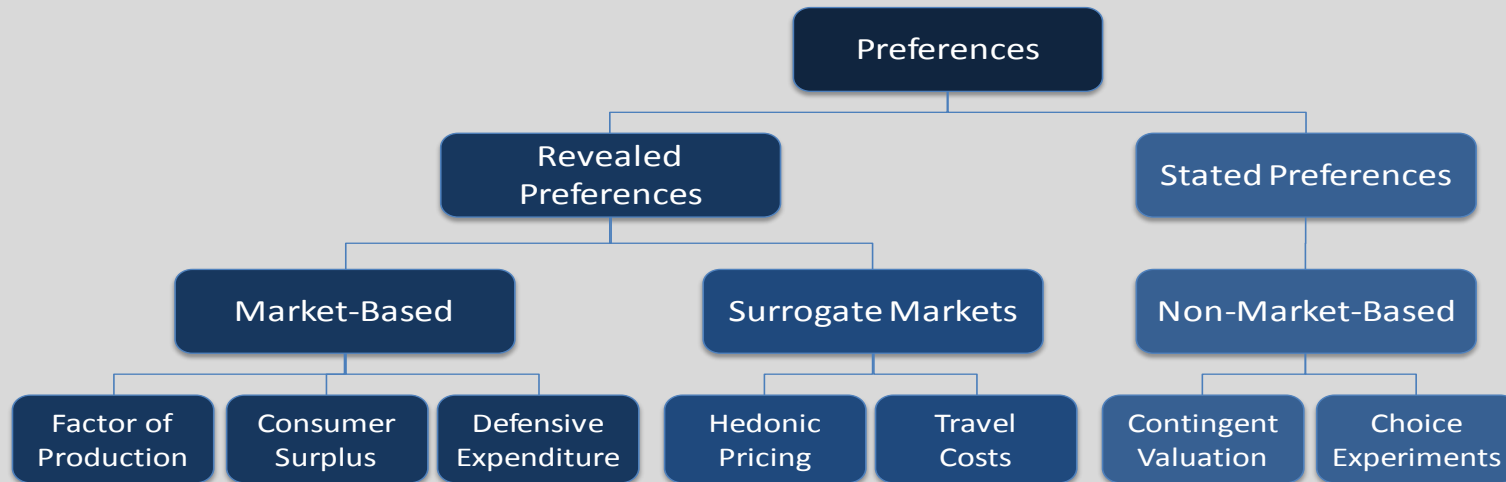 Preferences
Revealed
Preferences
Stated Preferences
Market-Based
Surrogate Markets
Non-Market-Based
Factor of
Production
Consumer
Surplus
Defensive
Expenditure
Hedonic
Pricing
Travel
Costs
Contingent
Valuation
Choice
Experiments